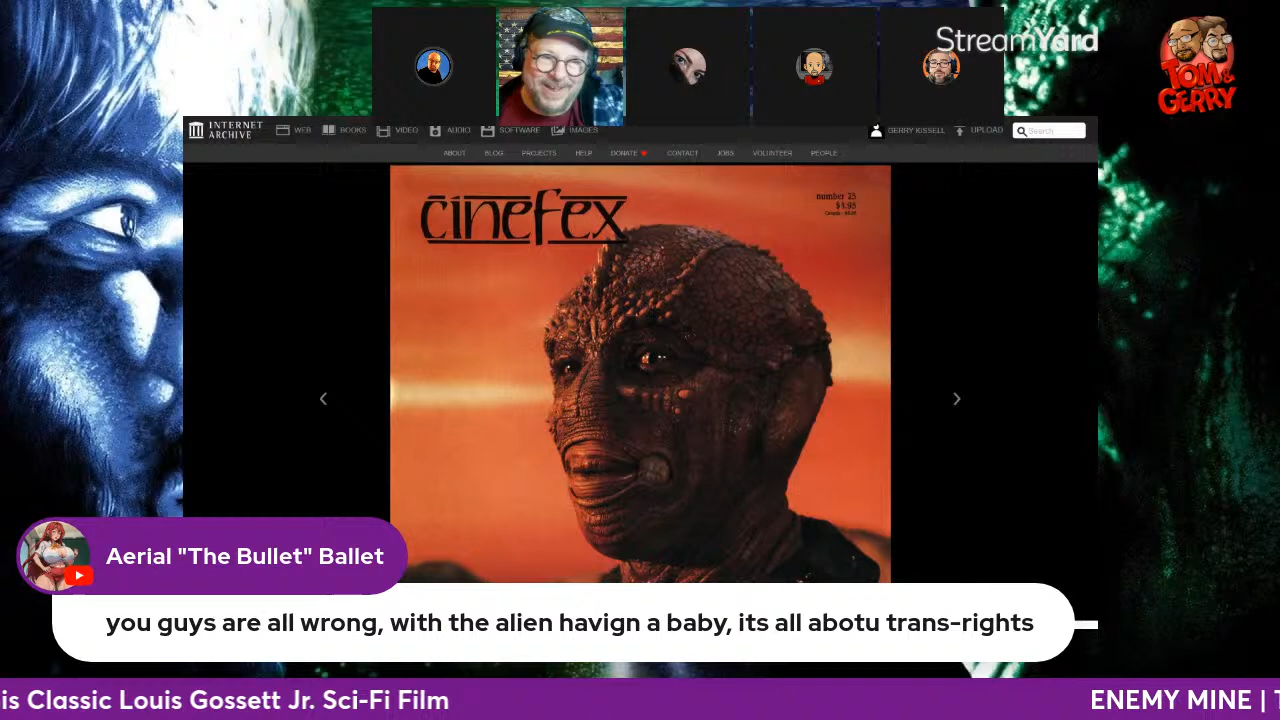 StreamYard
TOM &
GERRY
INTERNET
ARCHIVE
WEB
BOOKS
VIDEO
AUDIO
SOFTWARE
IMAGES
GERRY KISSELL
UPLOAD
Search
ABOUT
BLOG
PROJECTS
HELP
DONATE
CONTACT
JOBS
VOLUNTEER
PEOPLE
cinefex
number 25
$4.95
Aerial "The Bullet" Ballet
you guys are all wrong, with the alien havign a baby, its all abotu trans-rights
is Classic Louis Gossett Jr. Sci-Fi Film
ENEMY MINE | T